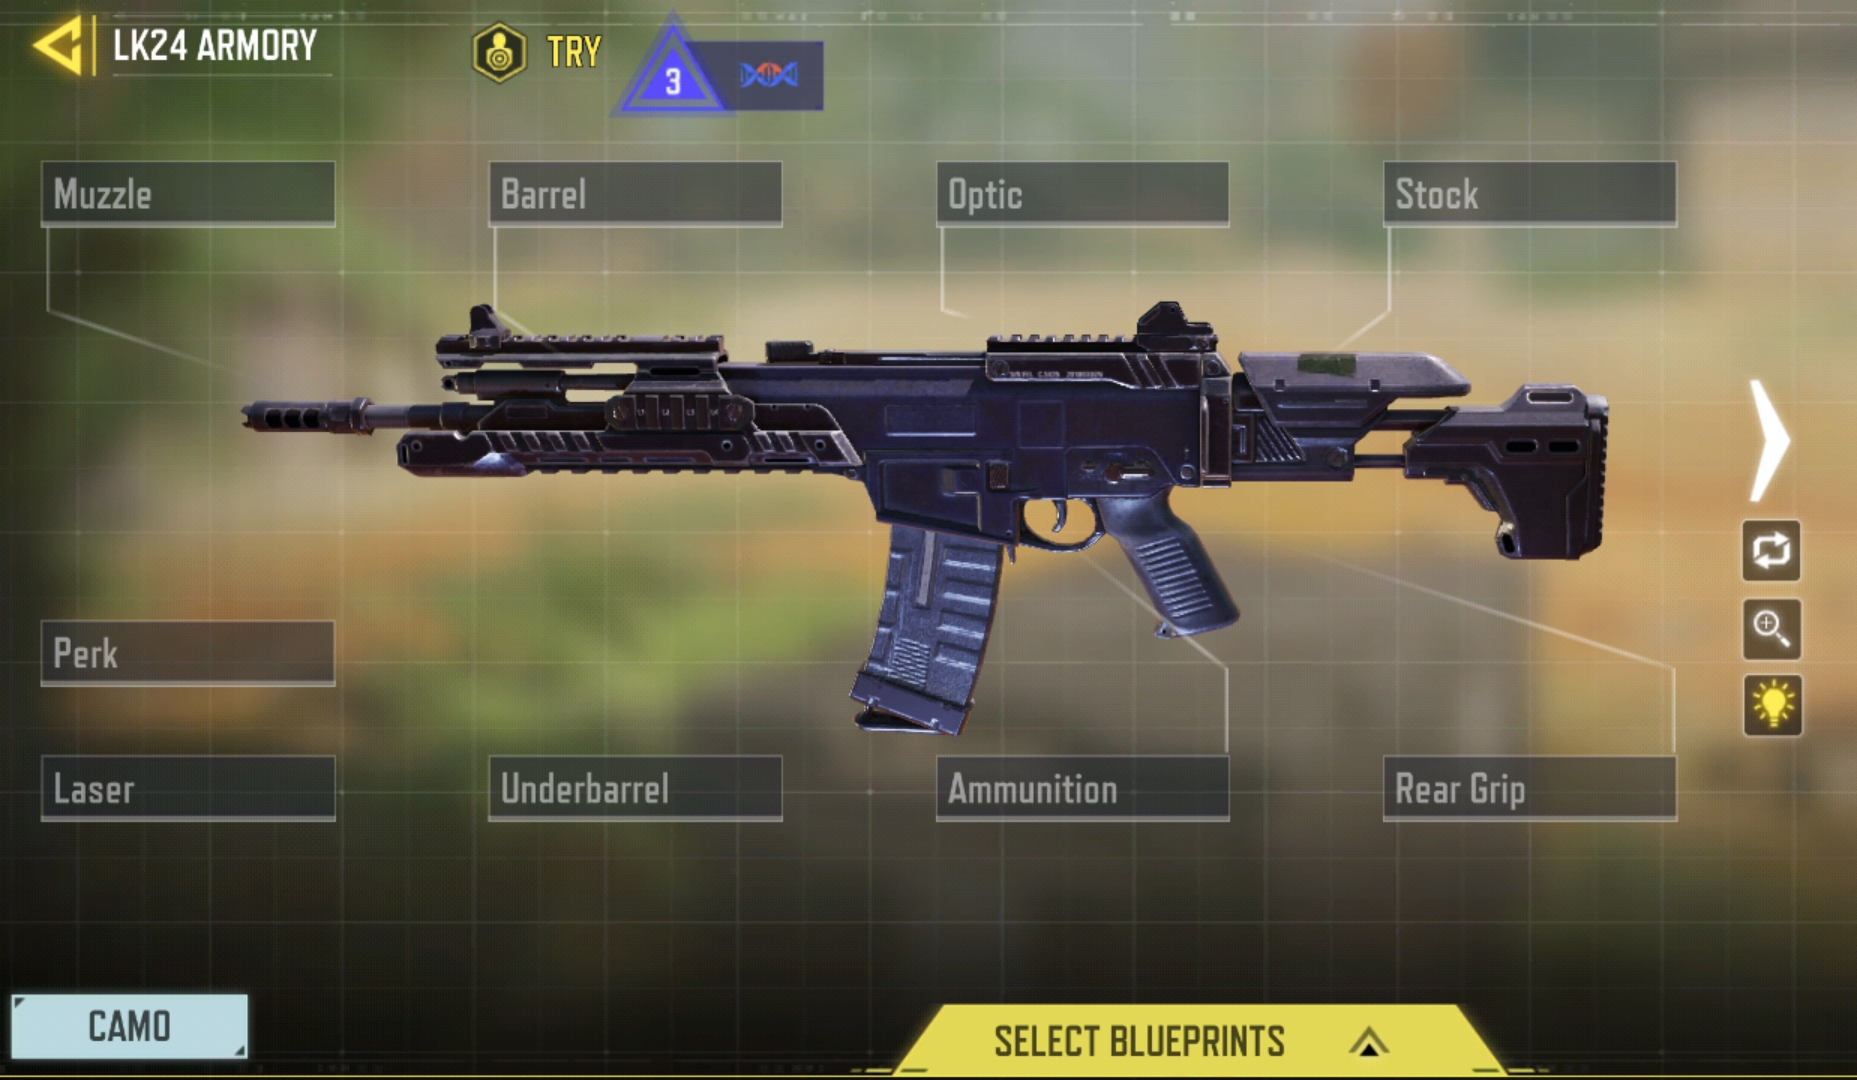 LK24 ARMORY
TRY
3
Muzzle
Barrel
Optic
Stock
Perk
Laser
Underbarrel
Ammunition
Rear Grip
CAMO
SELECT BLUEPRINTS